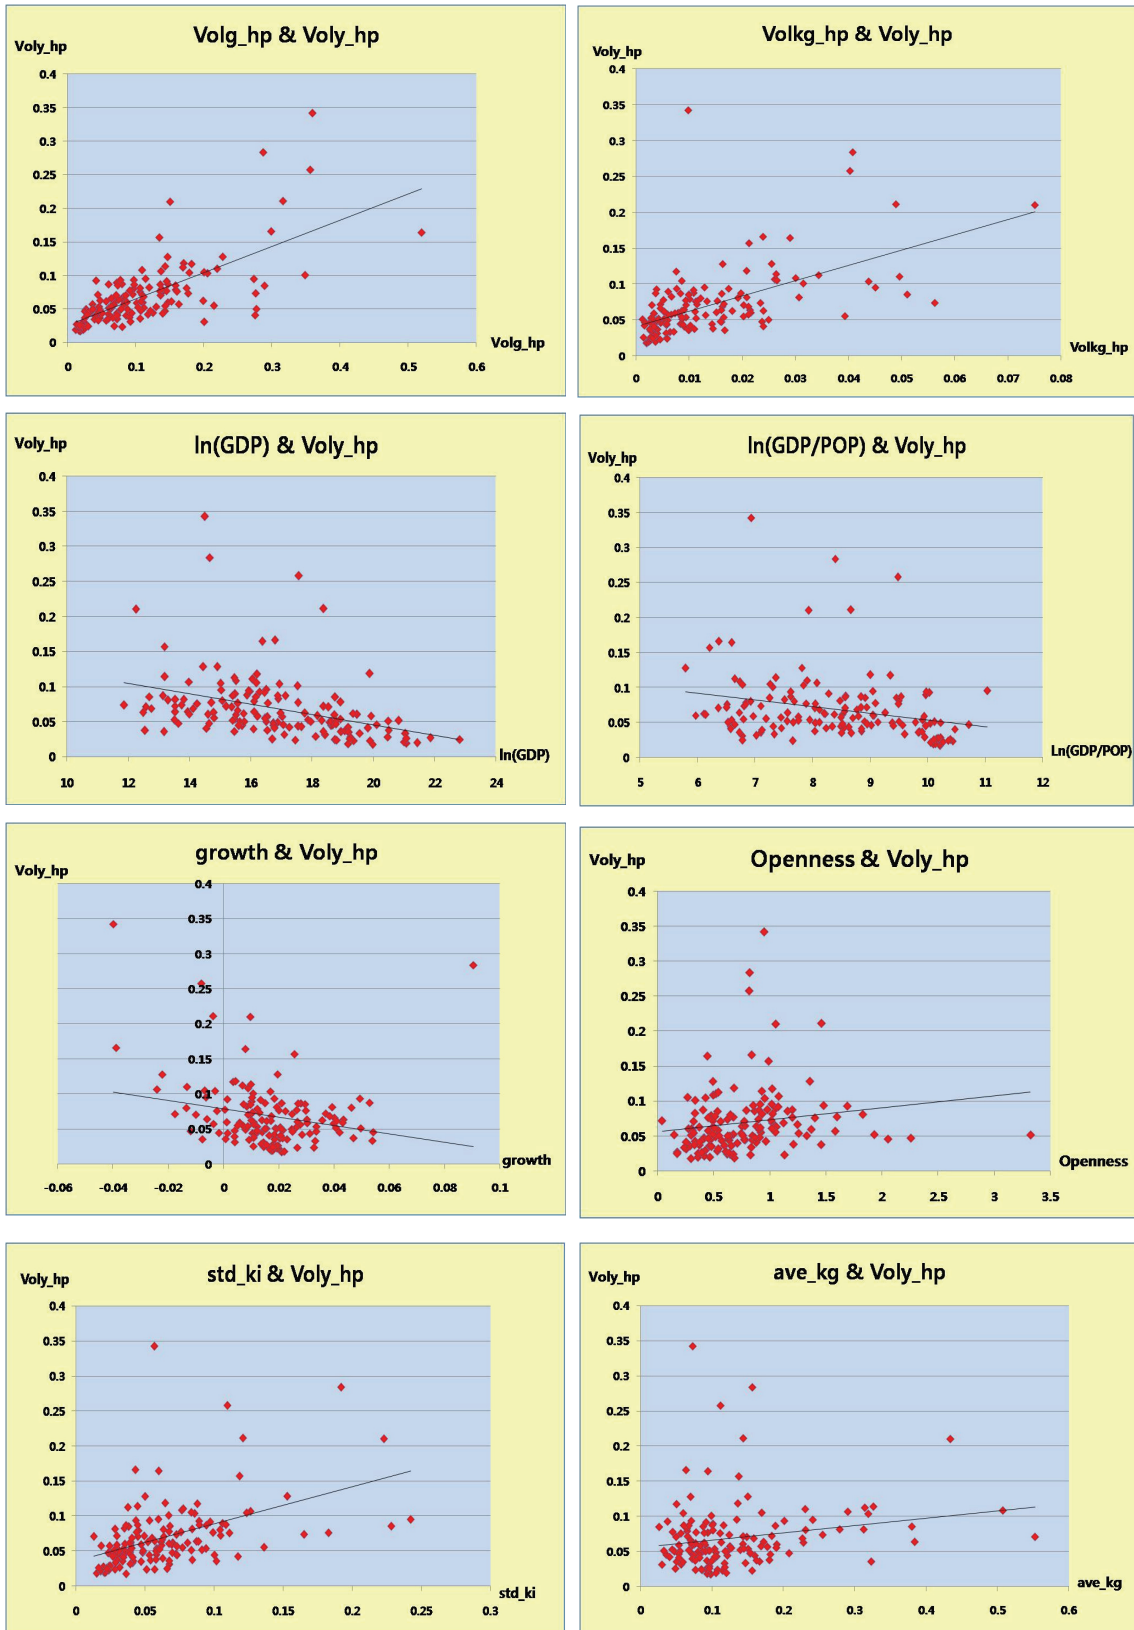 Volg_hp & Voly_hp
Voly_hp
0.4
0.35
0.3
0.25
0.2
0.15
0.1
0.05
0
Volg_hp
0 0.1 0.2 0.3 0.4 0.5 0.6
Volkg_hp & Voly_hp
Voly_hp
0.4
0.35
0.3
0.25
0.2
0.15
0.1
0.05
0
Volkg_hp
0 0.01 0.02 0.03 0.04 0.05 0.06 0.07 0.08
ln(GDP) & Voly_hp
Voly_hp
0.4
0.35
0.3
0.25
0.2
0.15
0.1
0.05
0
ln(GDP)
10 12 14 16 18 20 22 24
ln(GDP/POP) & Voly_hp
Voly_hp
0.4
0.35
0.3
0.25
0.2
0.15
0.1
0.05
0
Ln(GDP/POP)
5 6 7 8 9 10 11 12
growth & Voly_hp
Voly_hp
0.4
0.35
0.3
0.25
0.2
0.15
0.1
0.05
0
growth
-0.06 -0.04 -0.02 0 0.02 0.04 0.06 0.08 0.1
Openness & Voly_hp
Voly_hp
0.4
0.35
0.3
0.25
0.2
0.15
0.1
0.05
0
Openness
0 0.5 1 1.5 2 2.5 3 3.5
std_ki & Voly_hp
Voly_hp
0.4
0.35
0.3
0.25
0.2
0.15
0.1
0.05
0
std_ki
0 0.05 0.1 0.15 0.2 0.25 0.3
ave_kg & Voly_hp
Voly_hp
0.4
0.35
0.3
0.25
0.2
0.15
0.1
0.05
0
ave_kg
0 0.1 0.2 0.3 0.4 0.5 0.6